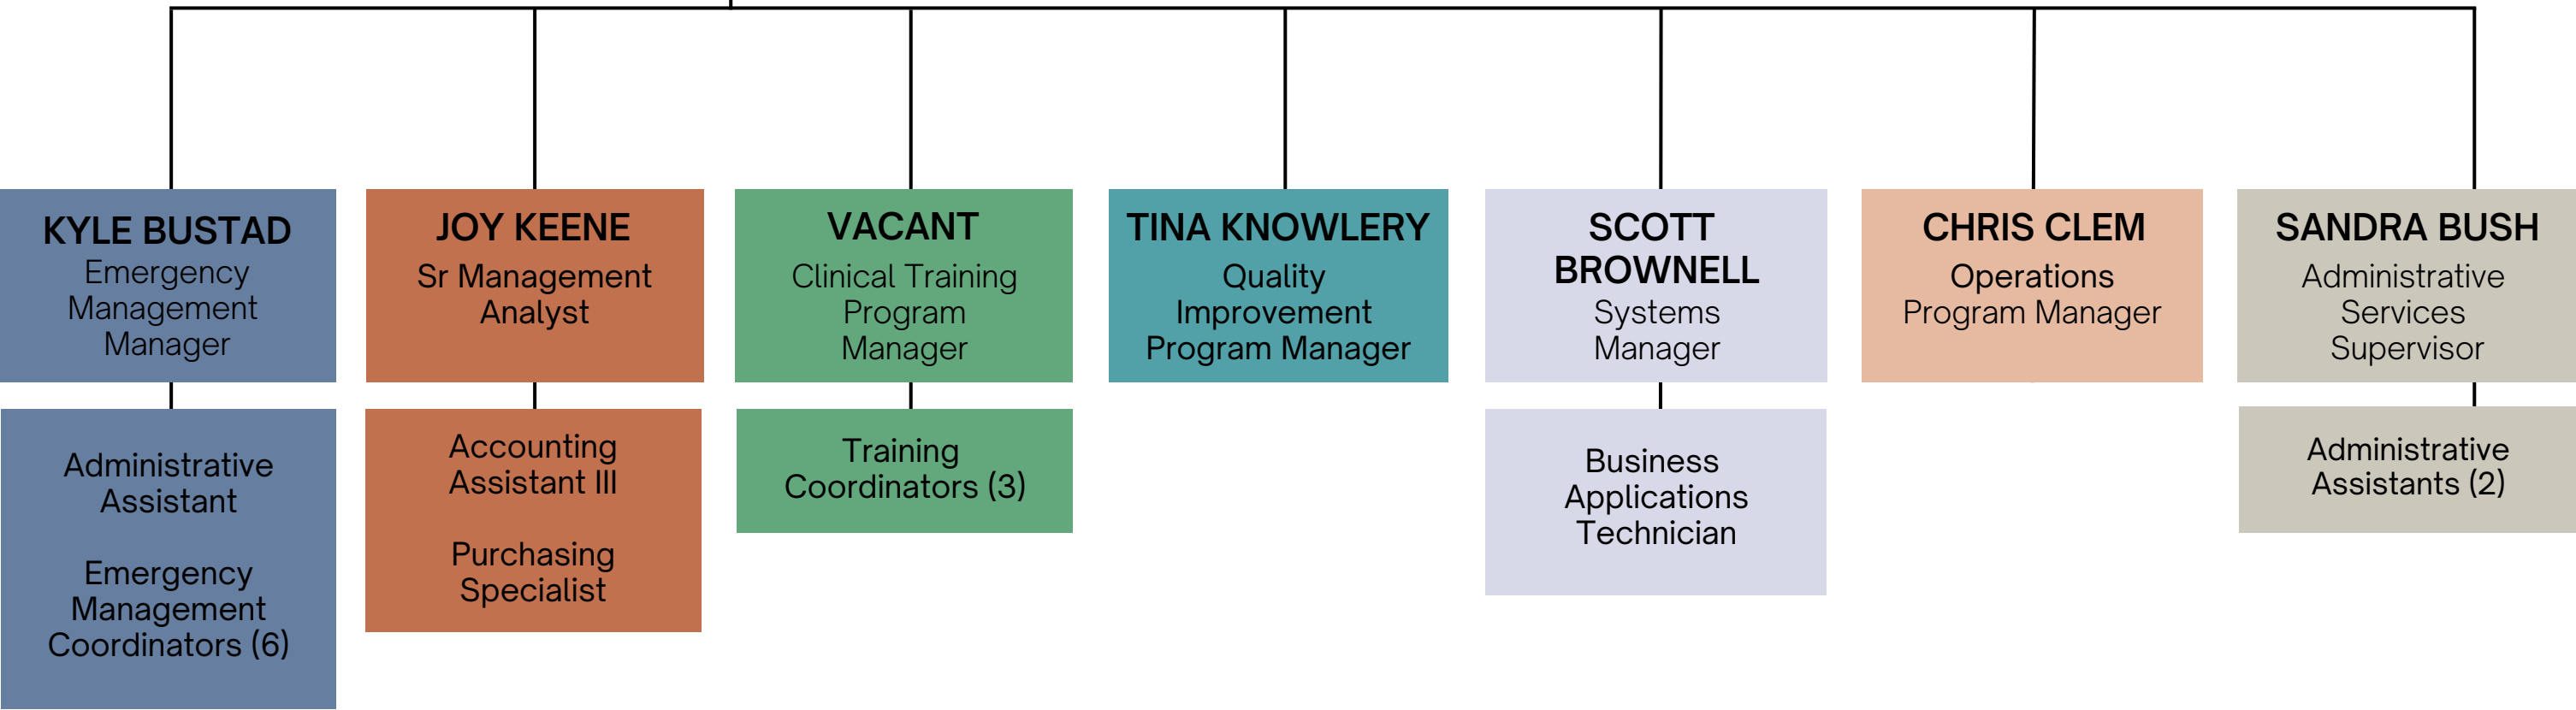 KYLE BUSTAD
Emergency
Management
Manager
Administrative
Assistant
Emergency
Management
Coordinators (6)
JOY KEENE
Sr Management
Analyst
Accounting
Assistant III
Purchasing
Specialist
VACANT
Clinical Training
Program
Manager
Training
Coordinators (3)
TINA KNOWLERY
Quality
Improvement
Program Manager
SCOTT
BROWNELL
Systems
Manager
Business
Applications
Technician
CHRIS CLEM
Operations
Program Manager
SANDRA BUSH
Administrative
Services
Supervisor
Administrative
Assistants (2)